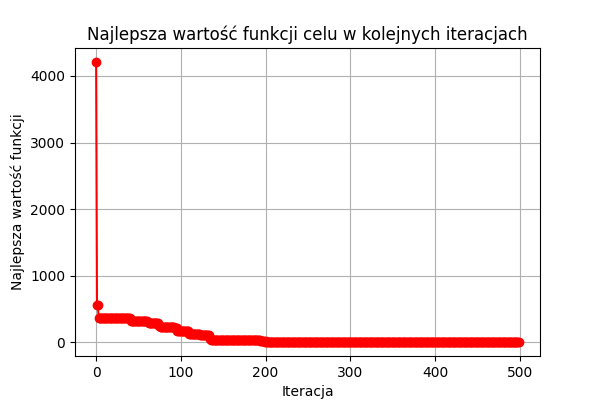 Najlepsza wartość funkcji celu w kolejnych iteracjach
Najlepsza wartość funkcji
4000
3000
2000
1000
0
0 100 200 300 400 500
Iteracja